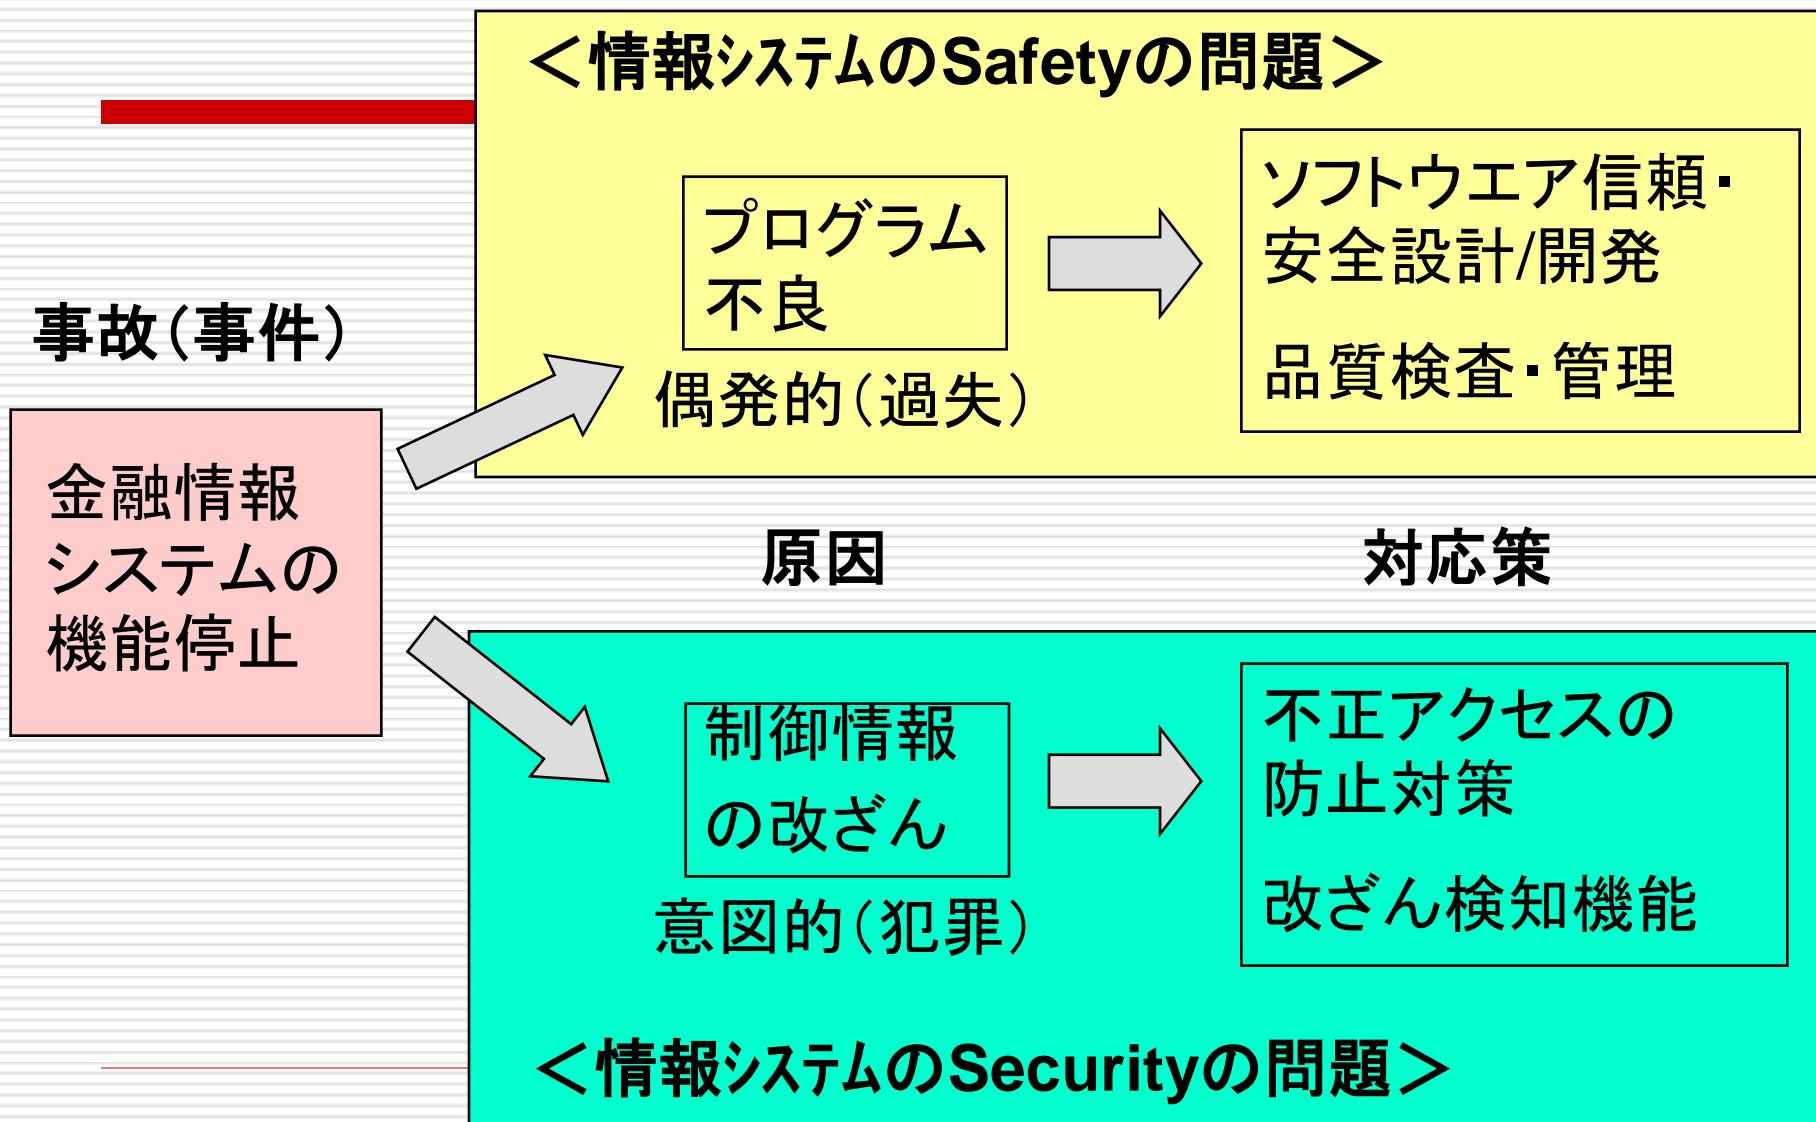 ＜情報システムのSafetyの問題＞
プログラム
不良
偶発的（過失）
ソフトウエア信頼・
安全設計/開発
品質検査・管理
事故（事件）
金融情報
システムの
機能停止
原因
対応策
制御情報
の改ざん
意図的（犯罪）
不正アクセスの
防止対策
改ざん検知機能
＜情報システムのSecurityの問題＞